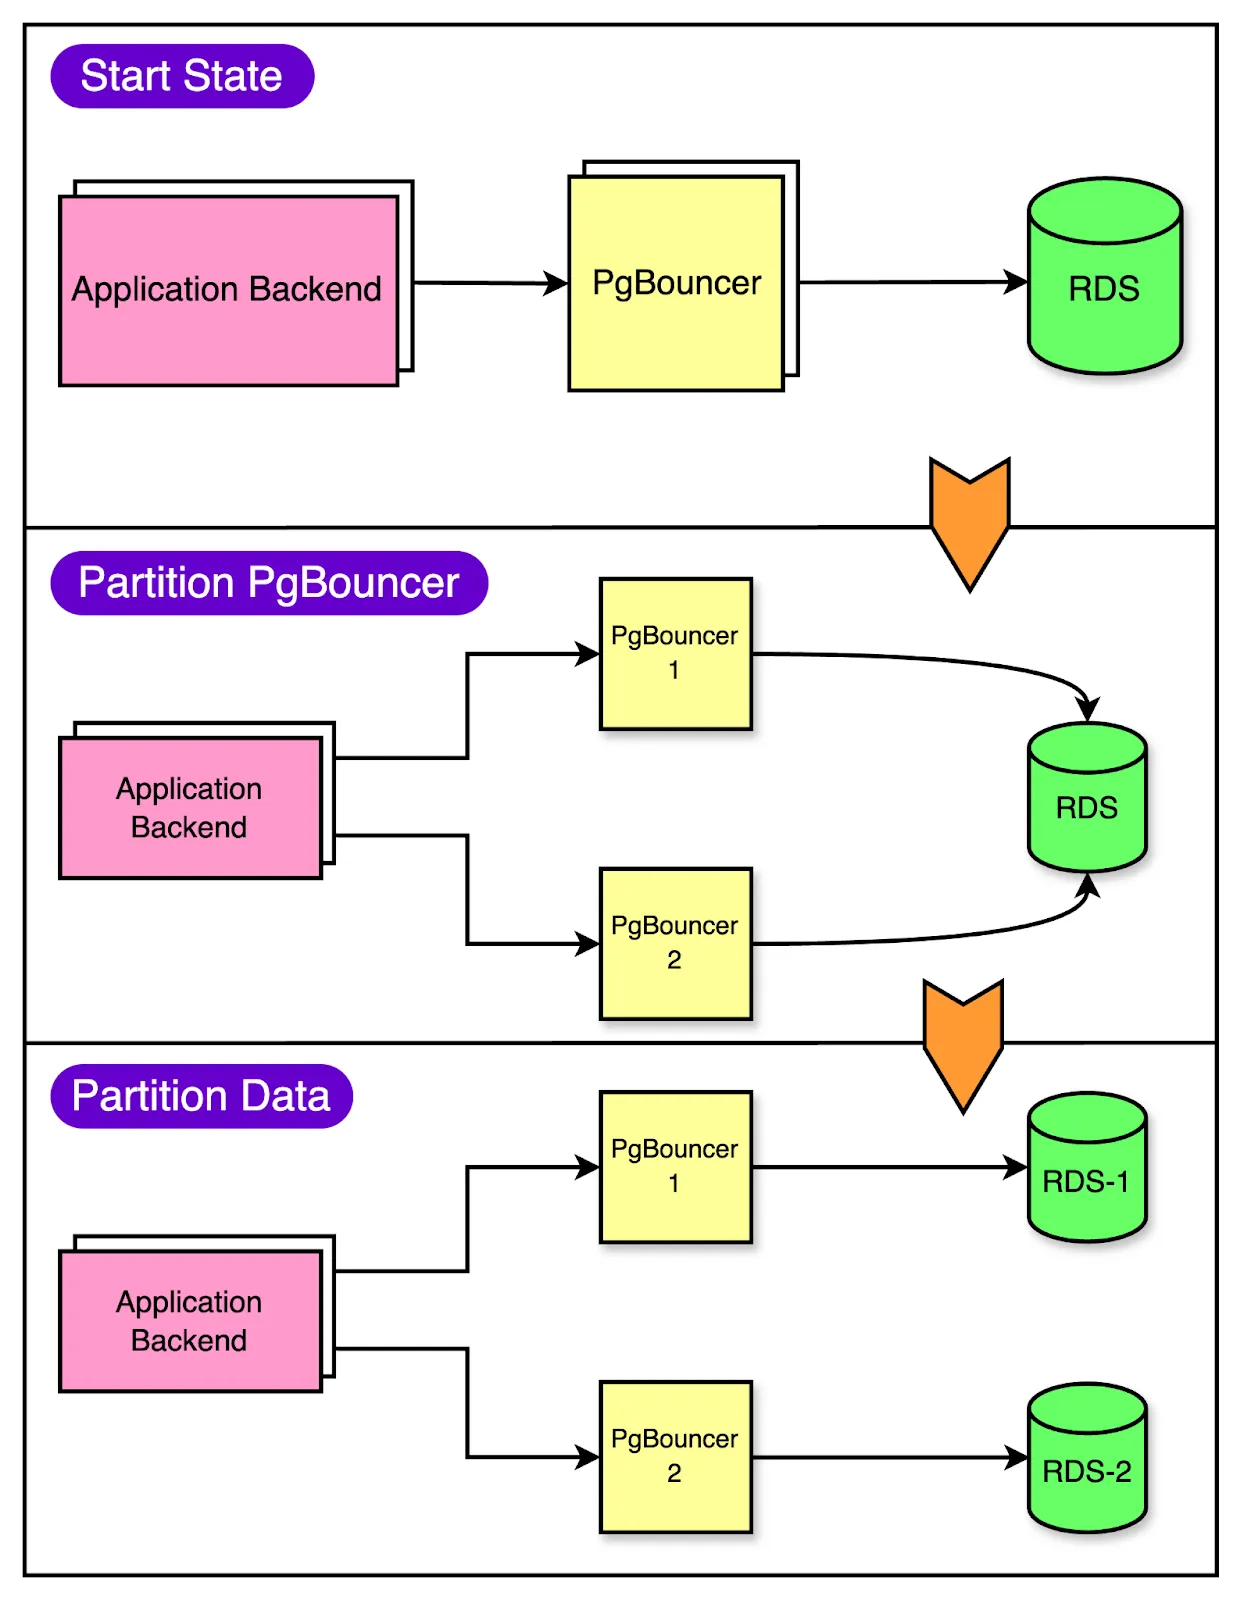 Start State
Application Backend
PgBouncer
RDS
Partition PgBouncer
PgBouncer
1
Application
Backend
RDS
PgBouncer
2
Partition Data
PgBouncer
1
RDS-1
Application
Backend
PgBouncer
2
RDS-2